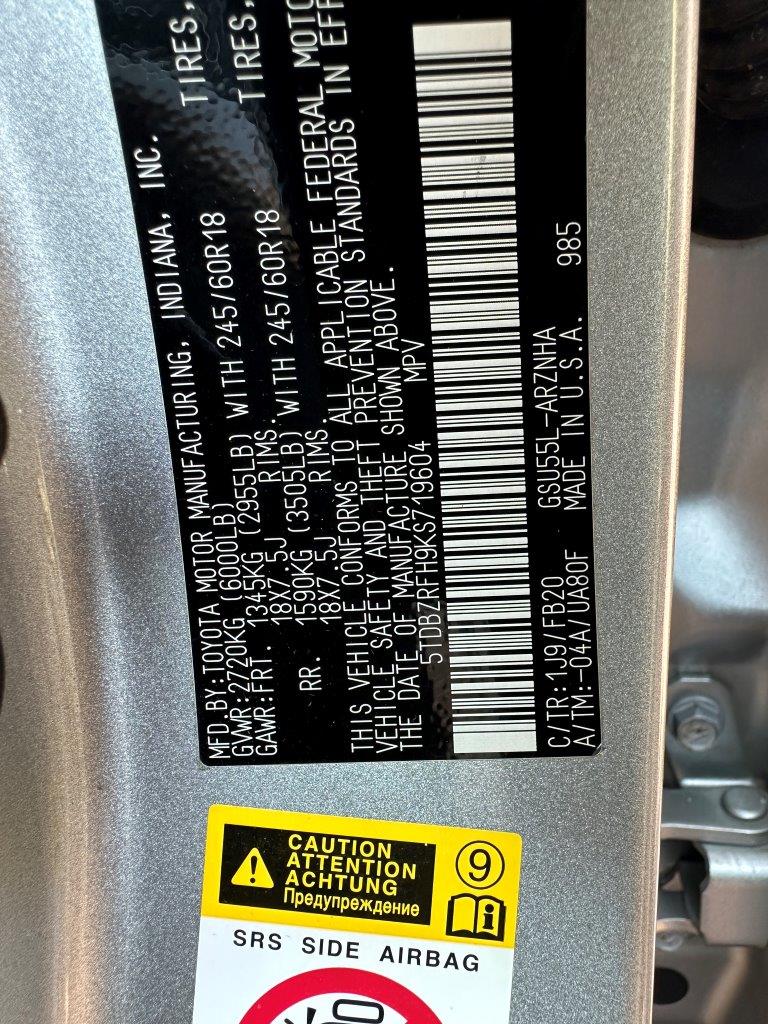 MFD.BY:TOYOTA MOTOR MANUFACTURING, INDIANA, INC.
GVWR:2720KG (6000LB)
GAWR:FRT. 1345KG (2955LB) WITH 245/60R18 TIRES,
18X7.5J RIMS.
RR. 1590KG (3505LB) WITH 245/60R18 TIRES,
18X7.5J RIMS.
THIS VEHICLE CONFORMS TO ALL APPLICABLE FEDERAL MOTO
VEHICLE SAFETY AND THEFT PREVENTION STANDARDS IN EFF
THE DATE OF MANUFACTURE SHOWN ABOVE.
5TDBZRFH9KS719604 MPV
C/TR:1J9/FB20 GSU55L-ARZNHA
A/TM:-04A/UA80F MADE IN U.S.A. 985
CAUTION
ATTENTION
ACHTUNG
Предупреждение
9
i
SRS SIDE AIRBAG